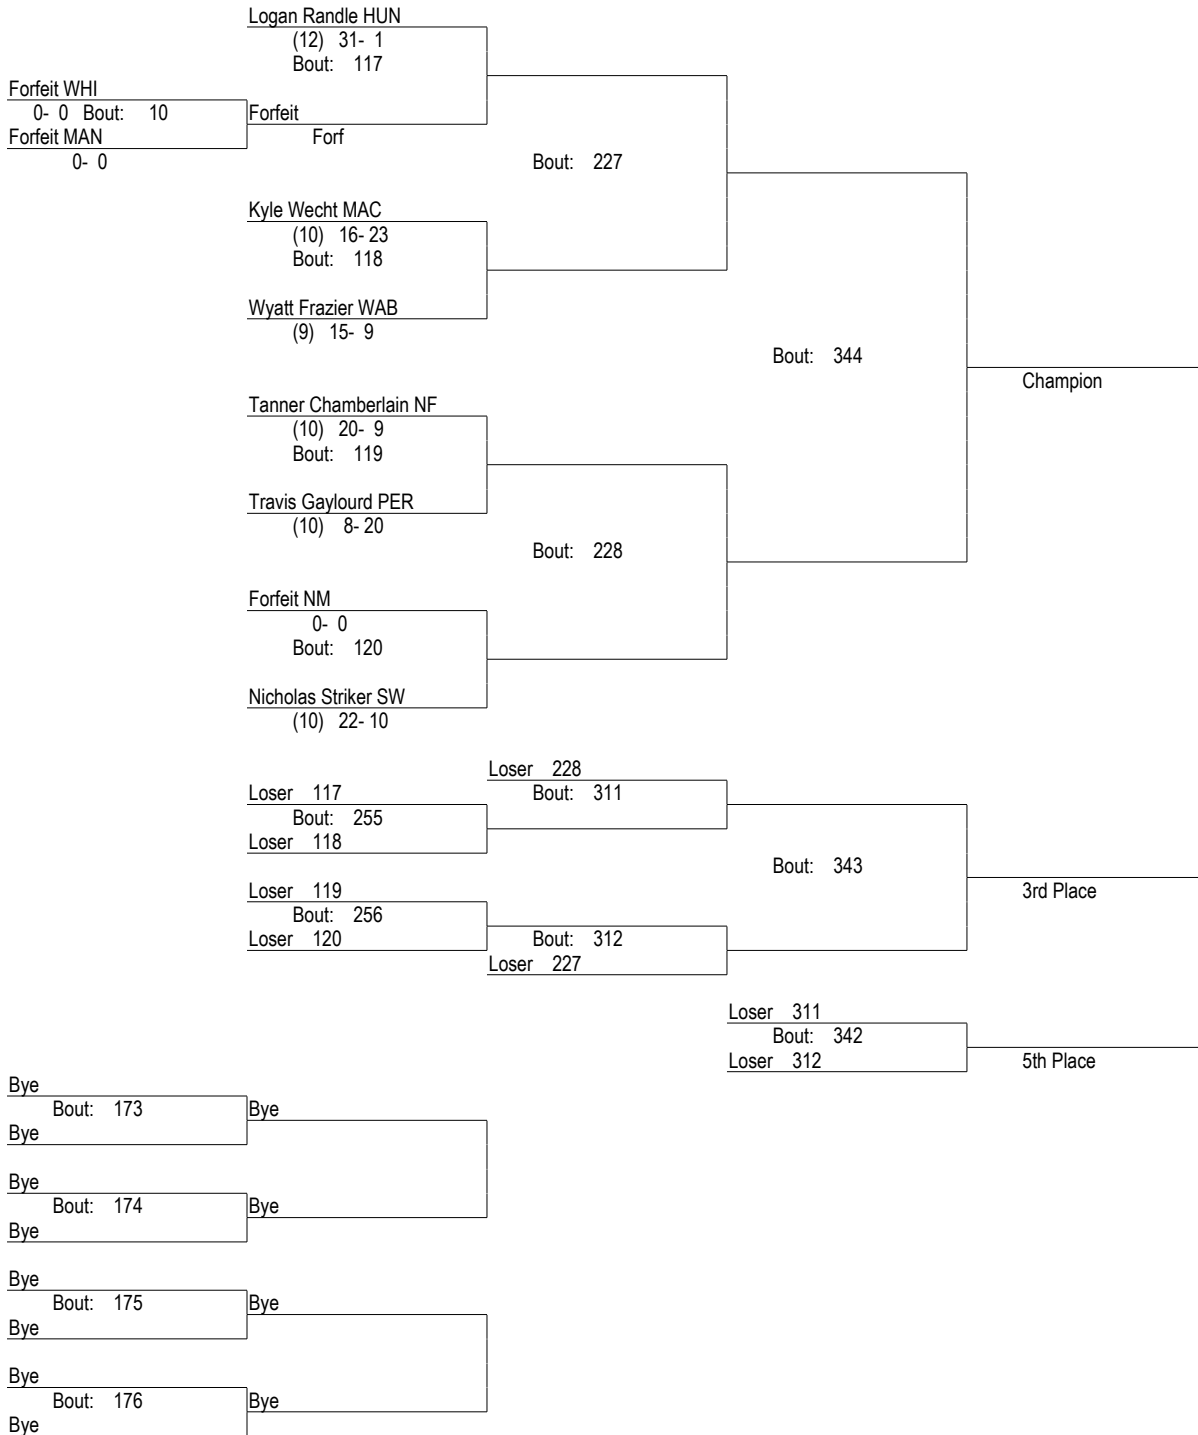 Logan Randle HUN
(12) 31- 1
Bout: 117
Forfeit WHI
0- 0 Bout: 10
Forfeit
Forfeit MAN
Forf
0- 0
Bout: 227
Kyle Wecht MAC
(10) 16- 23
Bout: 118
Wyatt Frazier WAB
(9) 15- 9
Bout: 344
Champion
Tanner Chamberlain NF
(10) 20- 9
Bout: 119
Travis Gaylourd PER
(10) 8- 20
Bout: 228
Forfeit NM
0- 0
Bout: 120
Nicholas Striker SW
(10) 22- 10
Loser 228
Loser 117
Bout: 311
Bout: 255
Loser 118
Bout: 343
Loser 119
3rd Place
Bout: 256
Loser 120
Bout: 312
Loser 227
Loser 311
Bout: 342
Loser 312
5th Place
Bye
Bout: 173
Bye
Bye
Bye
Bout: 174
Bye
Bye
Bye
Bout: 175
Bye
Bye
Bye
Bout: 176
Bye
Bye